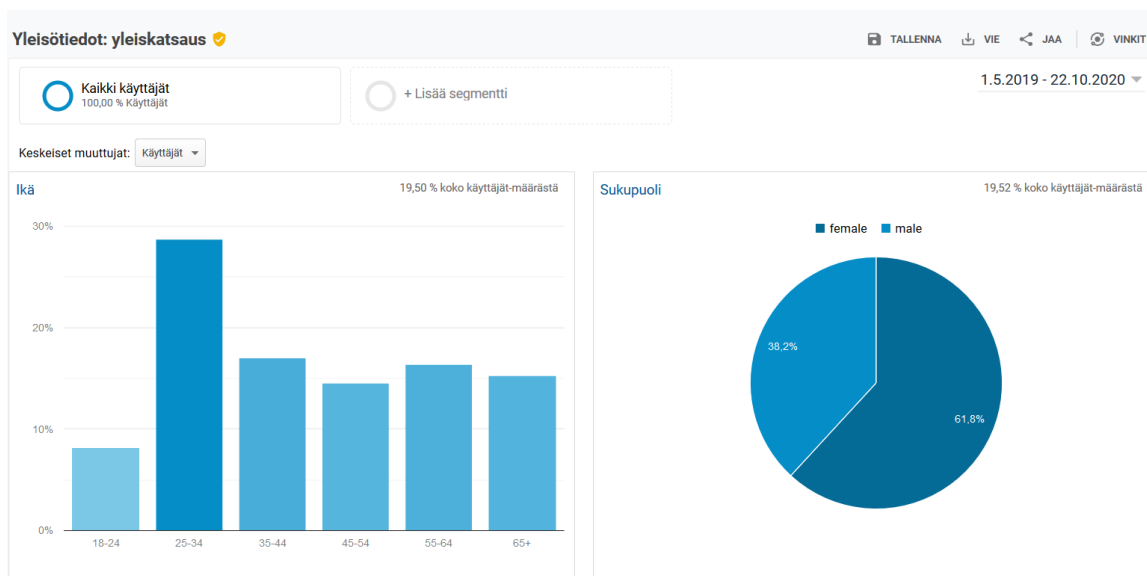 Yleisötiedot: yleiskatsaus
TALLENNA VIE JAA VINKIT
Kaikki käyttäjät
100,00 % Käyttäjät
+ Lisää segmentti
1.5.2019 - 22.10.2020
Keskeiset muuttujat: Käyttäjät
Ikä
19,50 % koko käyttäjät-määrästä
30%
20%
10%
0%
18-24 25-34 35-44 45-54 55-64 65+
Sukupuoli
19,52 % koko käyttäjät-määrästä
female male
38,2%
61,8%